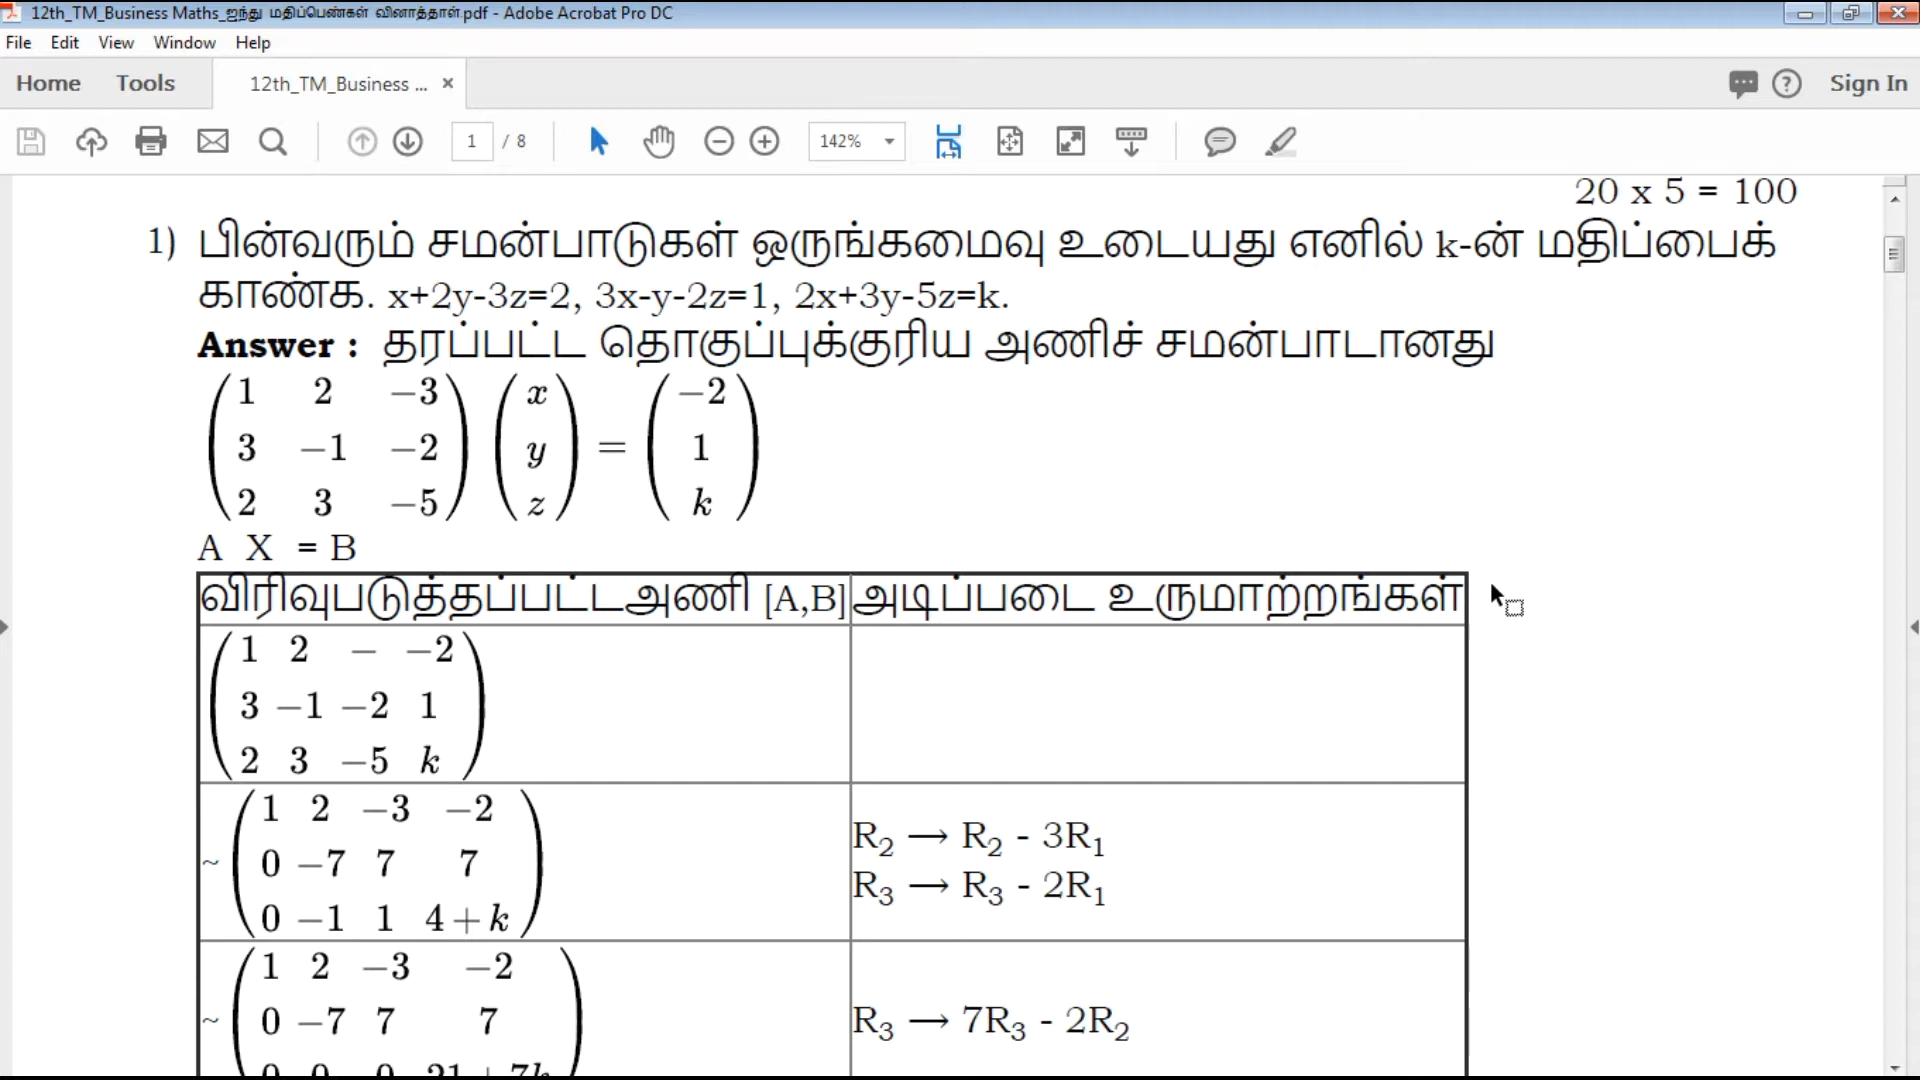 12th_TM_Business Maths_ஐந்து மதிப்பெண்கள் வினாத்தாள்.pdf - Adobe Acrobat Pro DC
File Edit View Window Help
Home Tools 12th_TM_Business ... × Sign In
1 / 8 142%
20 x 5 = 100
1) பின்வரும் சமன்பாடுகள் ஒருங்கமைவு உடையது எனில் k-ன் மதிப்பைக்
காண்க. x+2y-3z=2, 3x-y-2z=1, 2x+3y-5z=k.
Answer : தரப்பட்ட தொகுப்புக்குரிய அணிச் சமன்பாடானது
1 2 −3 x −2
3 −1 −2 y = 1
2 3 −5 z k
A X = B
விரிவுபடுத்தப்பட்டஅணி [A,B] அடிப்படை உருமாற்றங்கள்
1 2 − −2
3 −1 −2 1
2 3 −5 k
1 2 −3 −2
~ 0 −7 7 7
0 −1 1 4 + k
R₂ → R₂ - 3R₁
R₃ → R₃ - 2R₁
1 2 −3 −2
~ 0 −7 7 7
0 0 0 21 + 7k
R₃ → 7R₃ - 2R₂